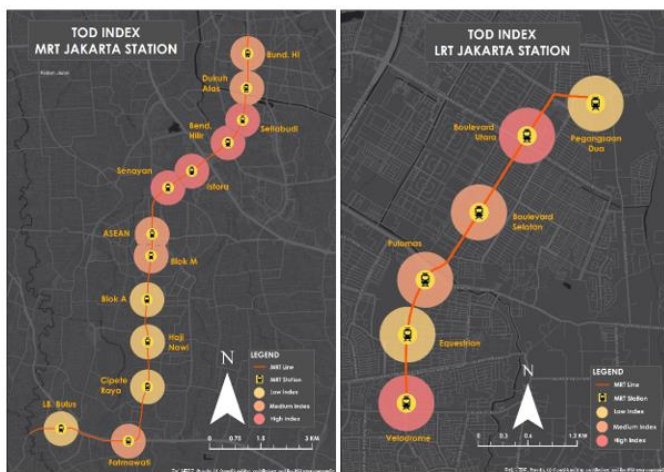 TOD INDEX
MRT JAKARTA STATION
Bund. HI
Dukuh
Atas
Setiabudi
Bend.
Hilir
Senayan
Istora
ASEAN
Blok M
Blok A
Haji
Nawi
Cipete
Raya
LB. Bulus
Fatmawati
N
LEGEND
MRT Line
MRT Station
Low Index
Medium Index
High Index
0 0.75 1.5 3 KM
TOD INDEX
LRT JAKARTA STATION
Pegangsaan
Dua
Boulevard
Utara
Boulevard
Selatan
Pulomas
Equestrian
Velodrome
N
LEGEND
MRT Line
MRT Station
Low Index
Medium Index
High Index
0 0.3 0.6 1.2 KM